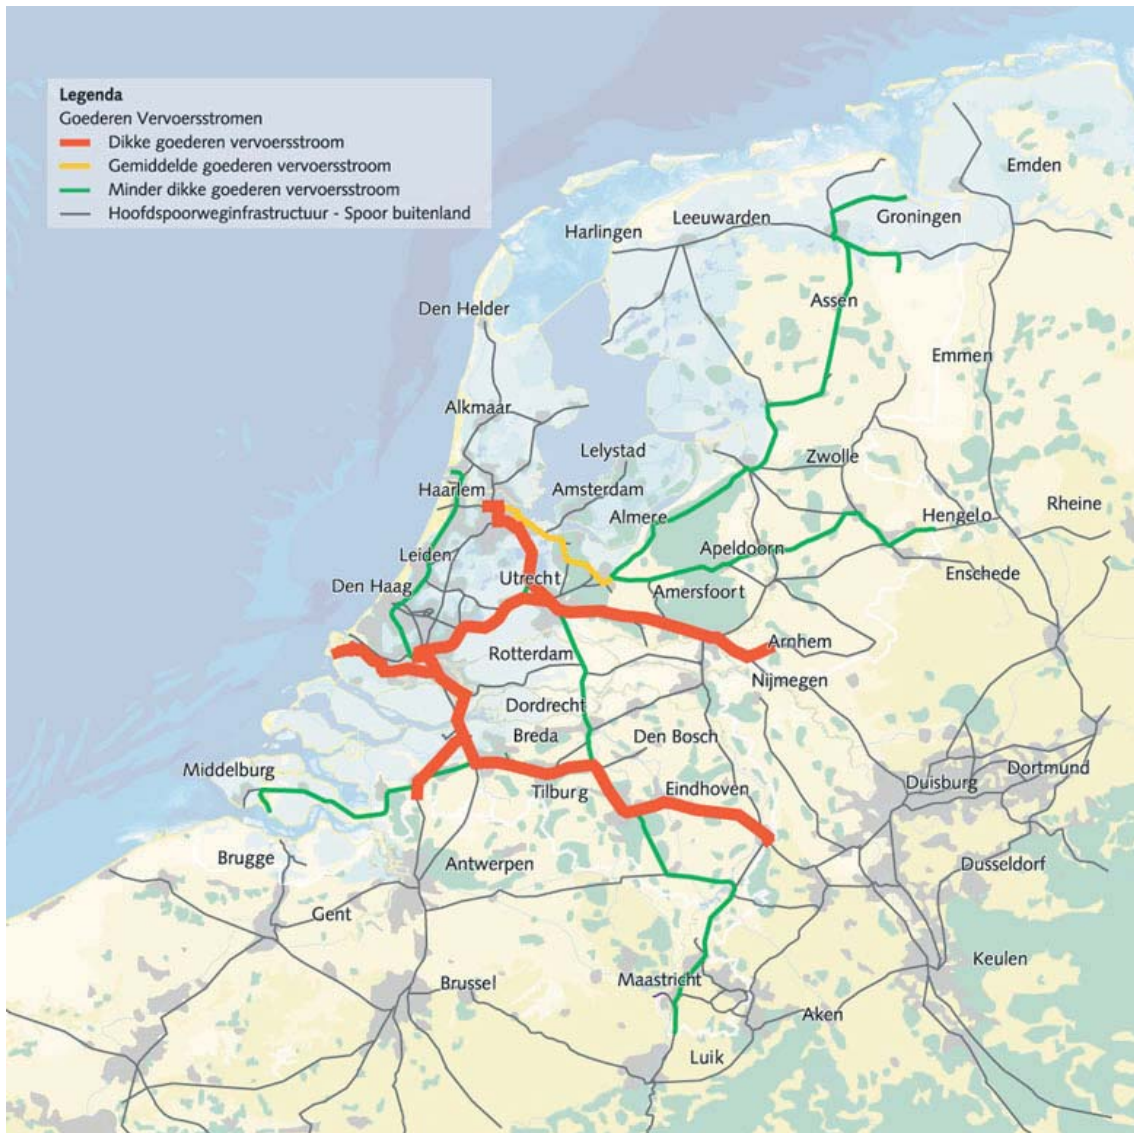 Legenda
Goederen Vervoersstromen
Dikke goederen vervoersstroom
Gemiddelde goederen vervoersstroom
Minder dikke goederen vervoersstroom
Hoofdspoorweginfrastructuur - Spoor buitenland
Emden
Groningen
Leeuwarden
Harlingen
Assen
Den Helder
Emmen
Alkmaar
Lelystad
Zwolle
Haarlem
Amsterdam
Rheine
Almere
Hengelo
Apeldoorn
Leiden
Enschede
Utrecht
Den Haag
Amersfoort
Arnhem
Rotterdam
Nijmegen
Dordrecht
Breda
Den Bosch
Middelburg
Dortmund
Duisburg
Tilburg
Eindhoven
Brugge
Antwerpen
Dusseldorf
Gent
Keulen
Maastricht
Brussel
Aken
Luik